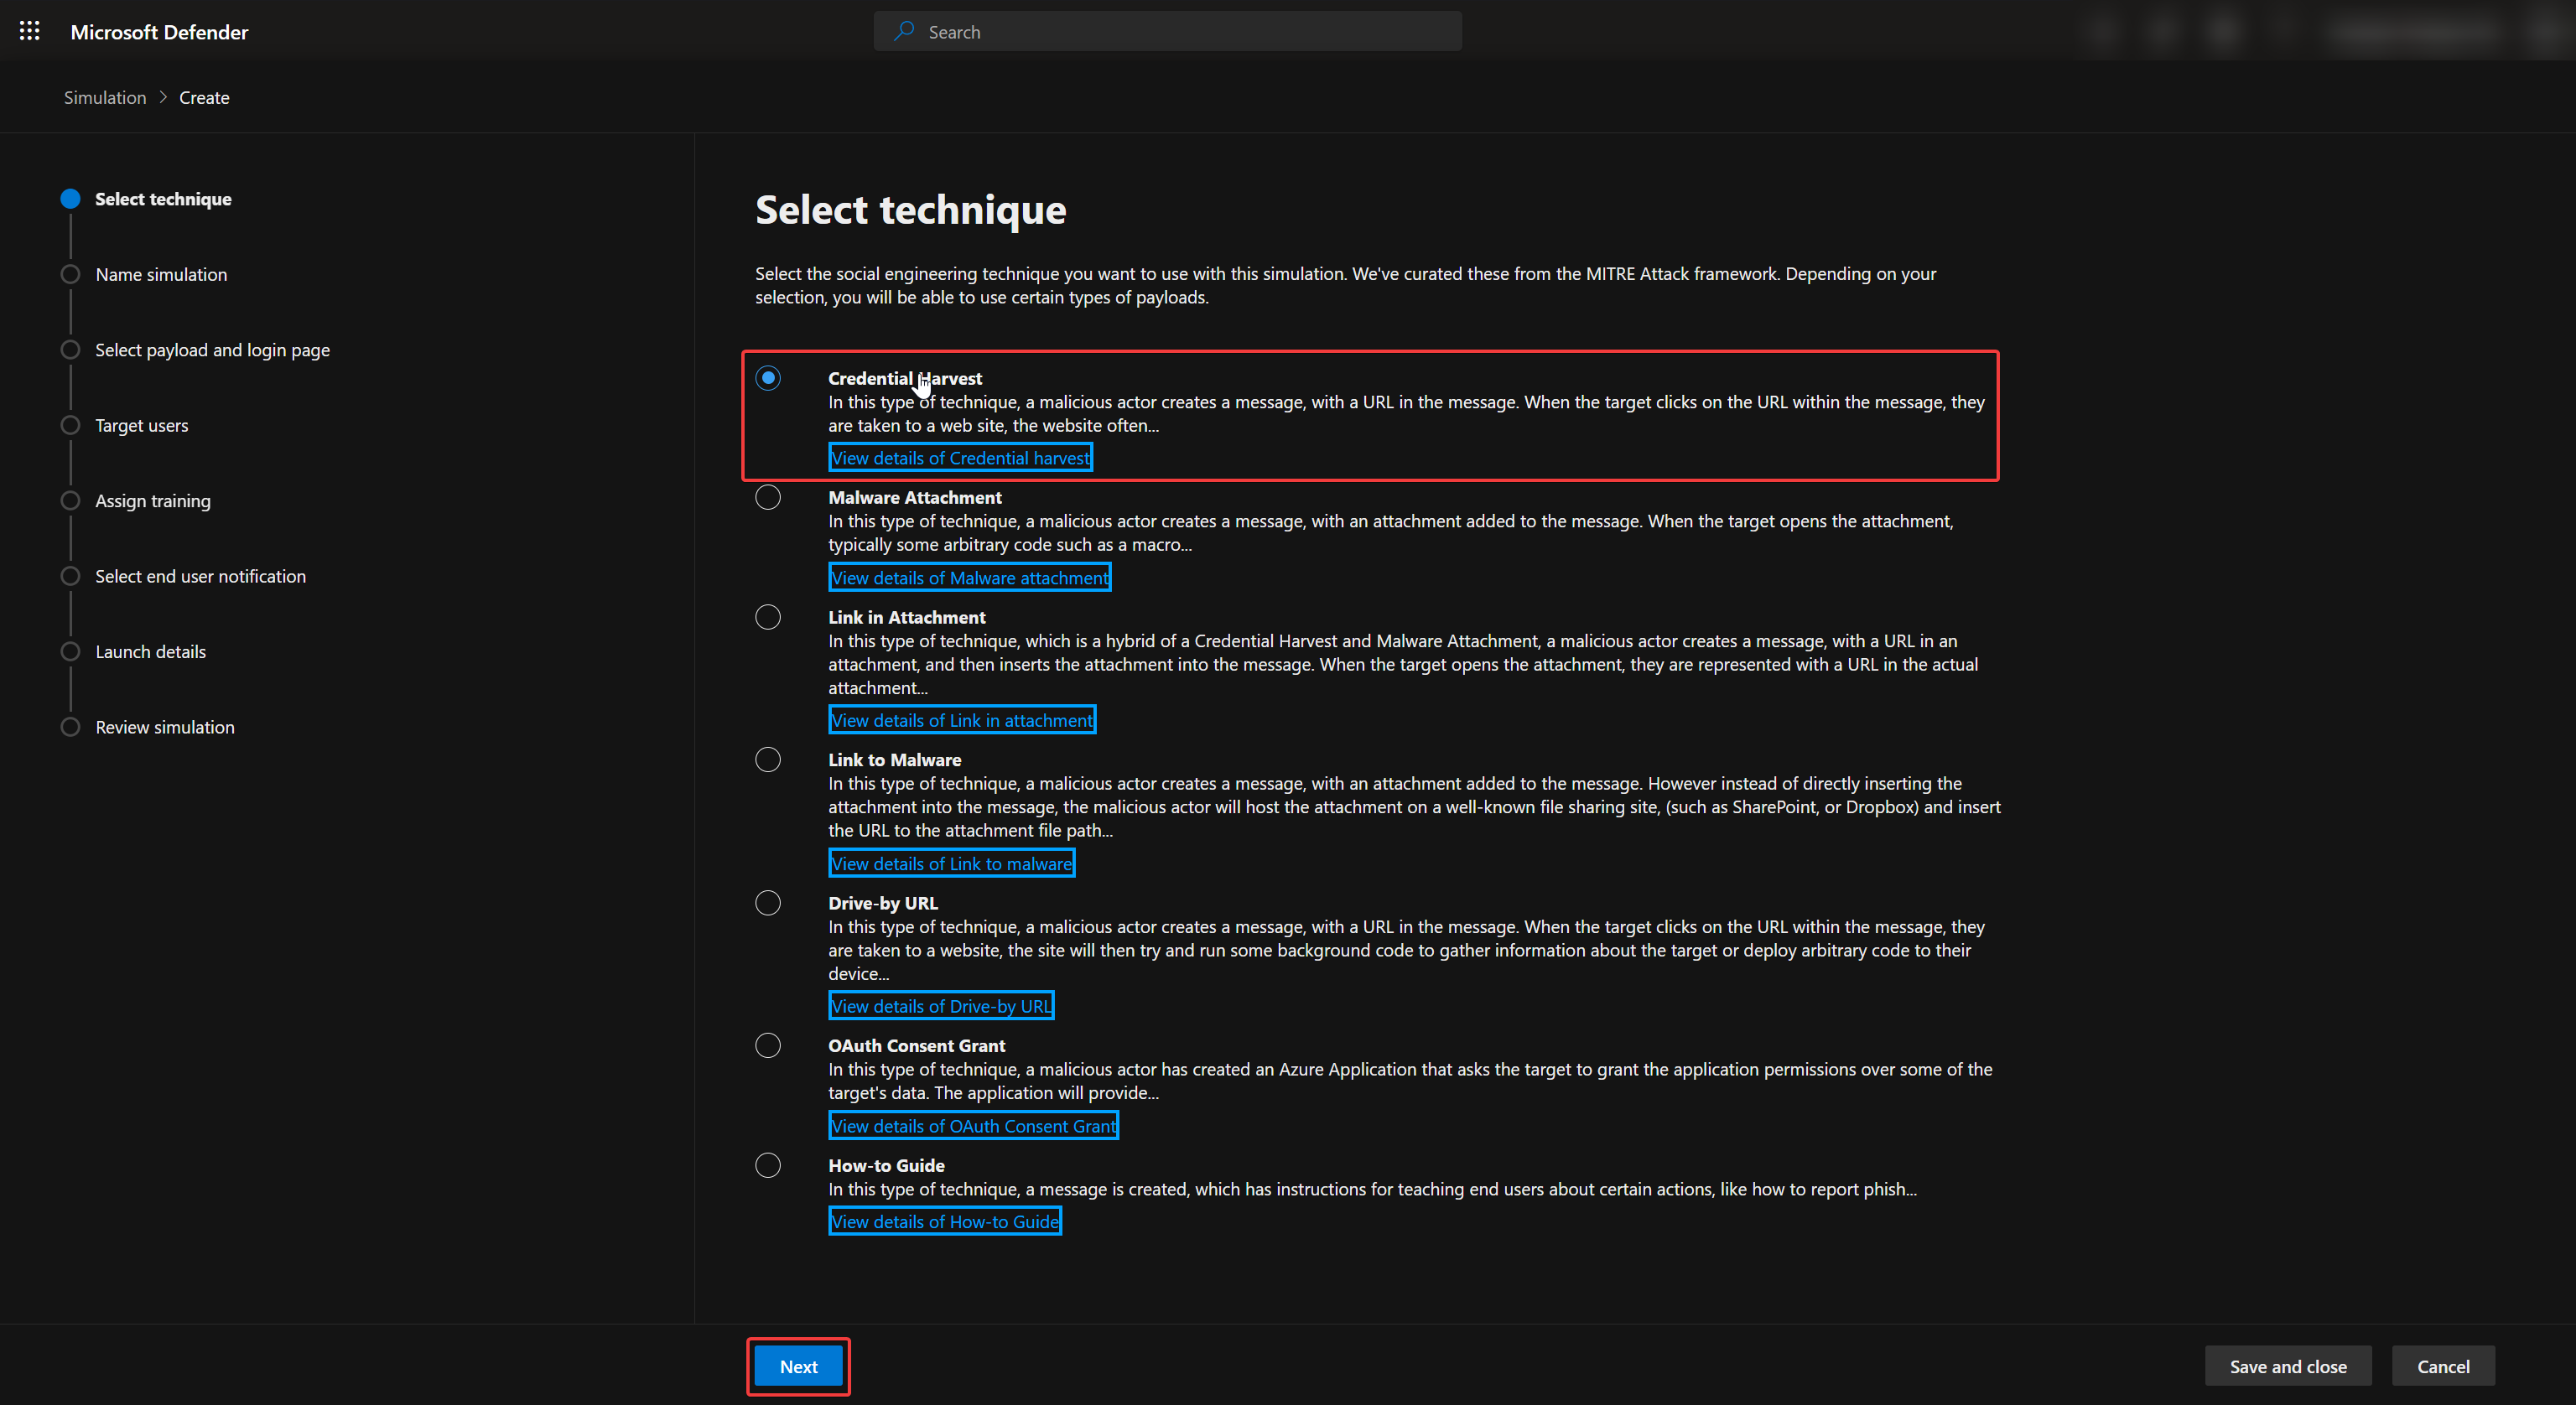 Microsoft Defender
Search
Simulation > Create
Select technique
Name simulation
Select payload and login page
Target users
Assign training
Select end user notification
Launch details
Review simulation
Select technique
Select the social engineering technique you want to use with this simulation. We've curated these from the MITRE Attack framework. Depending on your
selection, you will be able to use certain types of payloads.
Credential Harvest
In this type of technique, a malicious actor creates a message, with a URL in the message. When the target clicks on the URL within the message, they
are taken to a web site, the website often...
View details of Credential harvest
Malware Attachment
In this type of technique, a malicious actor creates a message, with an attachment added to the message. When the target opens the attachment,
typically some arbitrary code such as a macro...
View details of Malware attachment
Link in Attachment
In this type of technique, which is a hybrid of a Credential Harvest and Malware Attachment, a malicious actor creates a message, with a URL in an
attachment, and then inserts the attachment into the message. When the target opens the attachment, they are represented with a URL in the actual
attachment...
View details of Link in attachment
Link to Malware
In this type of technique, a malicious actor creates a message, with an attachment added to the message. However instead of directly inserting the
attachment into the message, the malicious actor will host the attachment on a well-known file sharing site, (such as SharePoint, or Dropbox) and insert
the URL to the attachment file path...
View details of Link to malware
Drive-by URL
In this type of technique, a malicious actor creates a message, with a URL in the message. When the target clicks on the URL within the message, they
are taken to a website, the site will then try and run some background code to gather information about the target or deploy arbitrary code to their
device...
View details of Drive-by URL
OAuth Consent Grant
In this type of technique, a malicious actor has created an Azure Application that asks the target to grant the application permissions over some of the
target's data. The application will provide...
View details of OAuth Consent Grant
How-to Guide
In this type of technique, a message is created, which has instructions for teaching end users about certain actions, like how to report phish...
View details of How-to Guide
Next
Save and close
Cancel